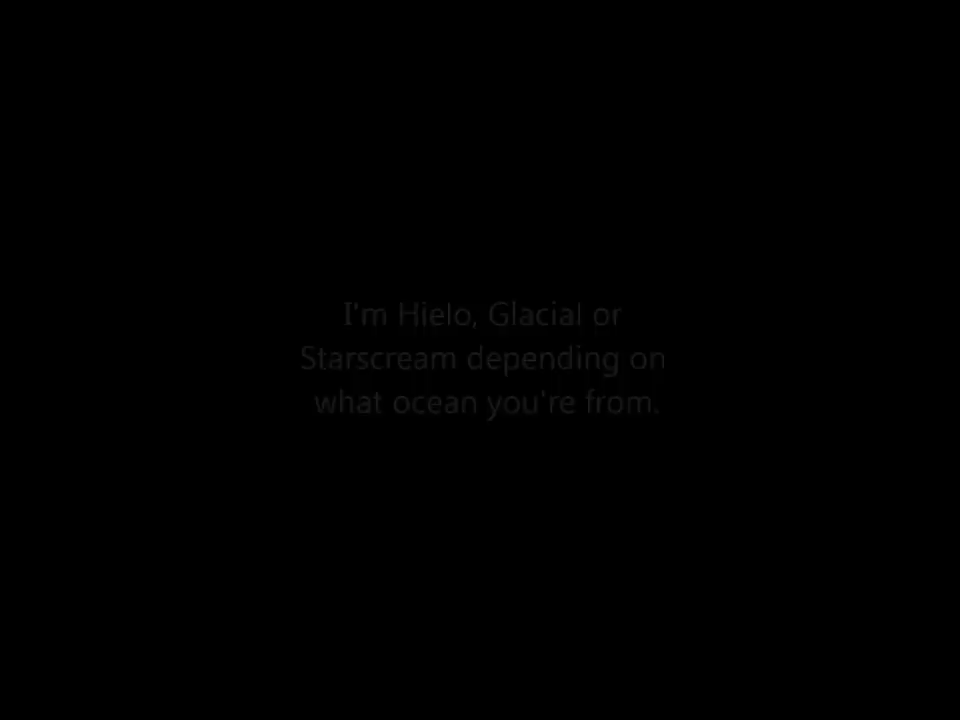 I'm Hielo, Glacial or
Starscream depending on
what ocean you're from.